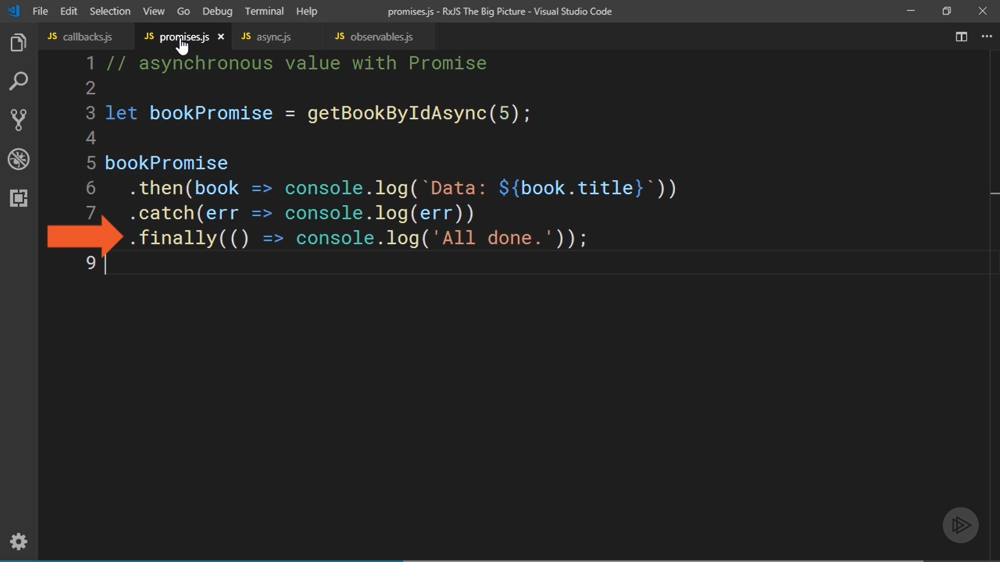 File Edit Selection View Go Debug Terminal Help promises.js - RxJS The Big Picture - Visual Studio Code
JS callbacks.js JS promises.js × JS async.js JS observables.js
1 // asynchronous value with Promise
2
3 let bookPromise = getBookByIdAsync(5);
4
5 bookPromise
6 .then(book => console.log(`Data: ${book.title}`))
7 .catch(err => console.log(err))
.finally(() => console.log('All done.'));
9